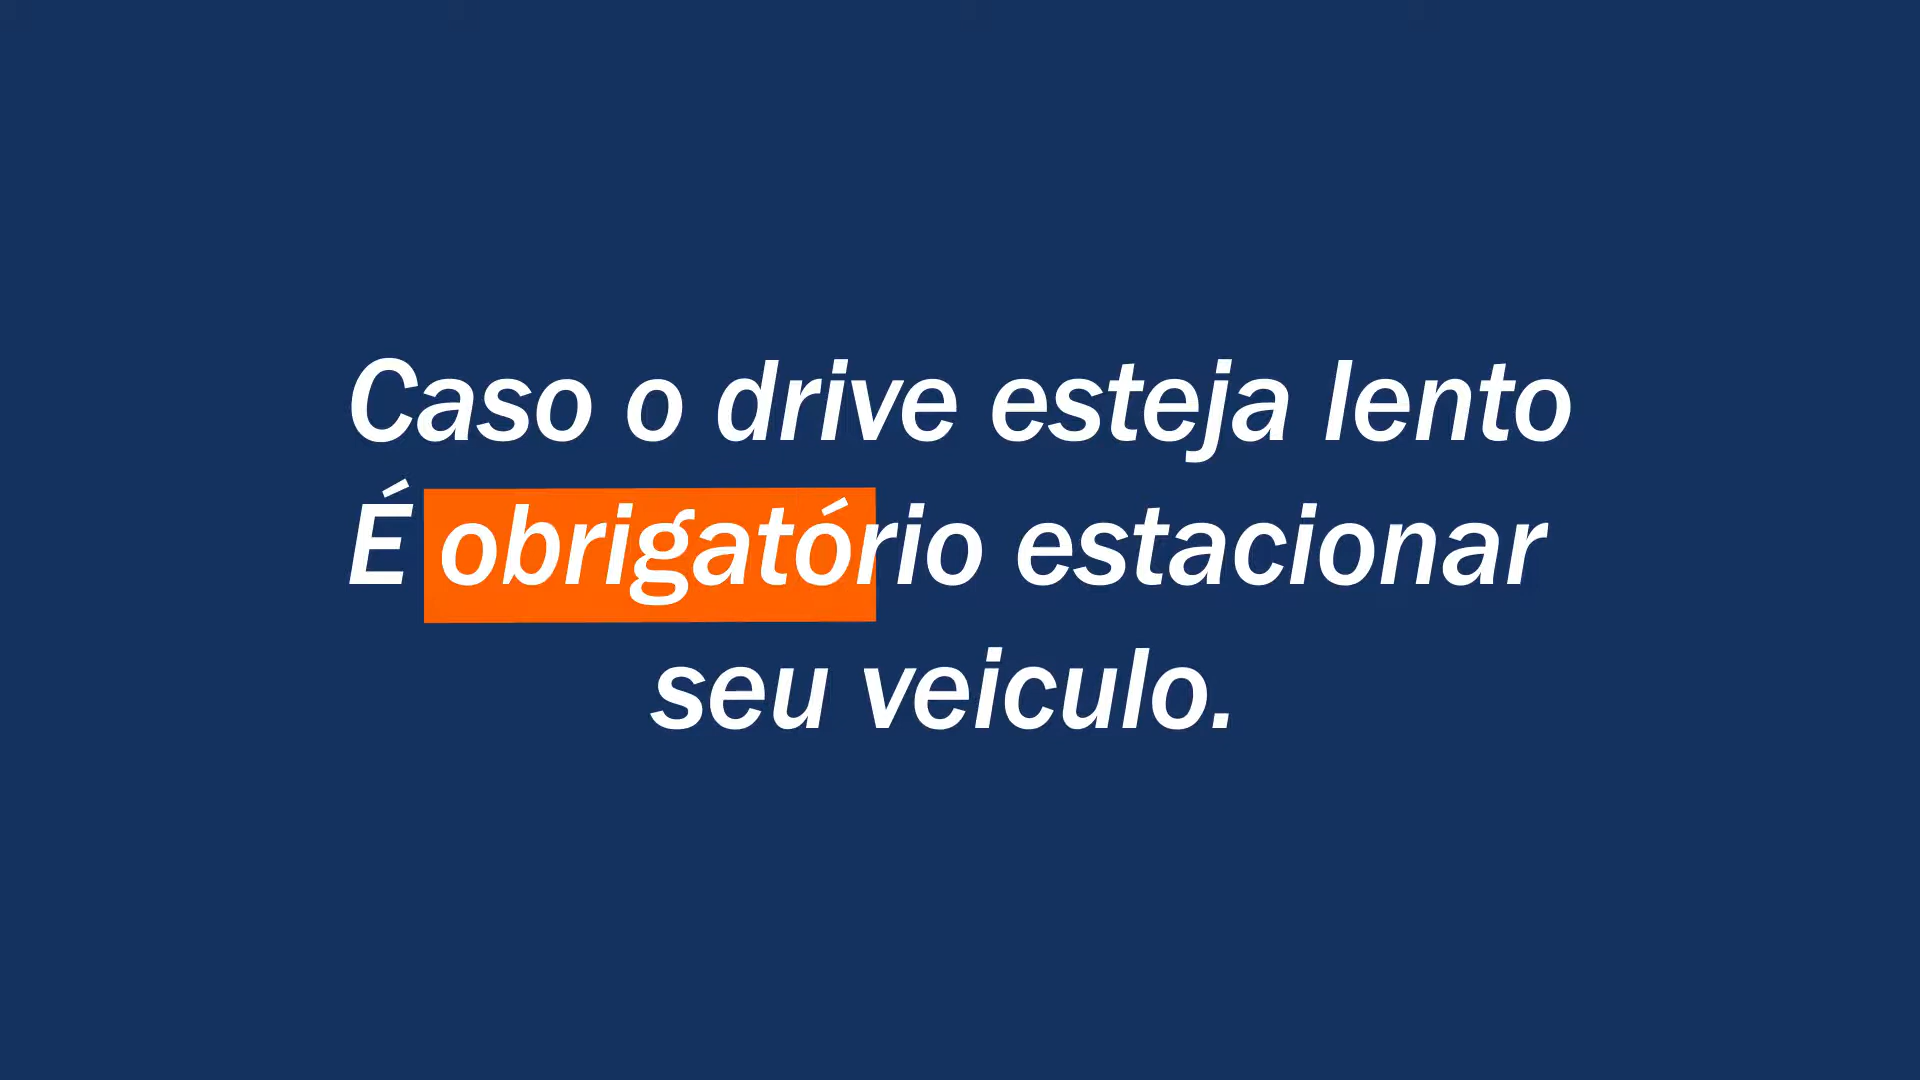 Caso o drive esteja lento
É obrigatório estacionar
seu veiculo.